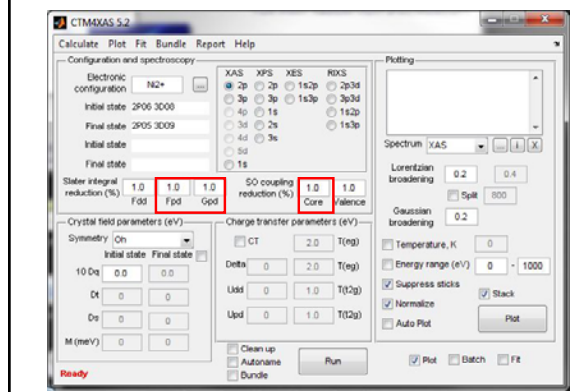 CTM4XAS 5.2
Calculate Plot Fit Bundle Report Help
Configuration and spectroscopy
Electronic configuration Ni2+ ...
Initial state 2P06 3D08
Final state 2P05 3D09
Initial state
Final state
XAS XPS XES RIXS
2p 2p 1s2p 2p3d
3p 3p 1s3p 3p3d
4p 1s 1s2p
3d 2s 1s3p
4d 3s
5d
1s
Slater integral reduction (%) 1.0 1.0 1.0
Fdd Fpd Gpd
SO coupling reduction (%) 1.0 1.0
Core Valence
Crystal field parameters (eV)
Symmetry Oh
Initial state Final state
10 Dq 0.0 0.0
Dt 0 0
Ds 0 0
M (meV) 0 0
Ready
Charge transfer parameters (eV)
CT 2.0 T(eg)
Delta 0 2.0 T(eg)
Udd 0 1.0 T(t2g)
Upd 0 1.0 T(t2g)
Clean up
Autoname
Bundle
Run
Plotting
Spectrum XAS ... i X
Lorentzian broadening 0.2 0.4
Split 800
Gaussian broadening 0.2
Temperature, K 0
Energy range (eV) 0 - 1000
Suppress sticks
Stack
Normalize
Auto Plot
Plot
Plot Batch Fit